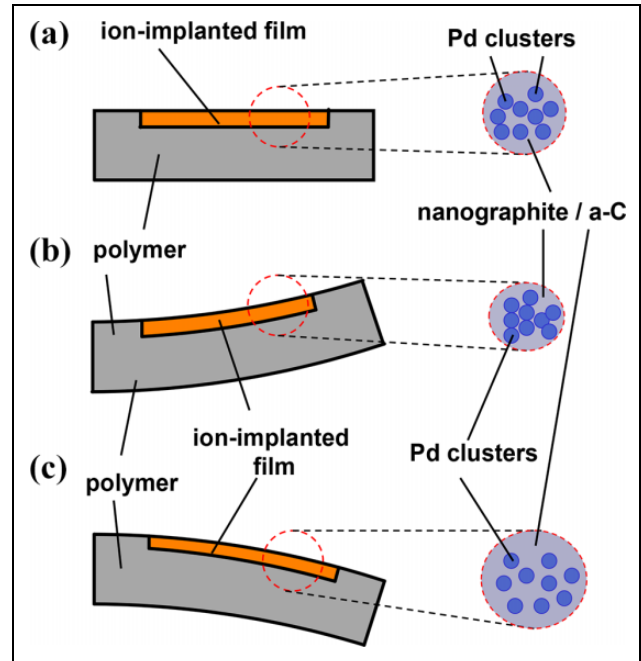 (a)
ion-implanted film
Pd clusters
nanographite / a-C
polymer
(b)
ion-implanted
film
Pd clusters
(c)
polymer